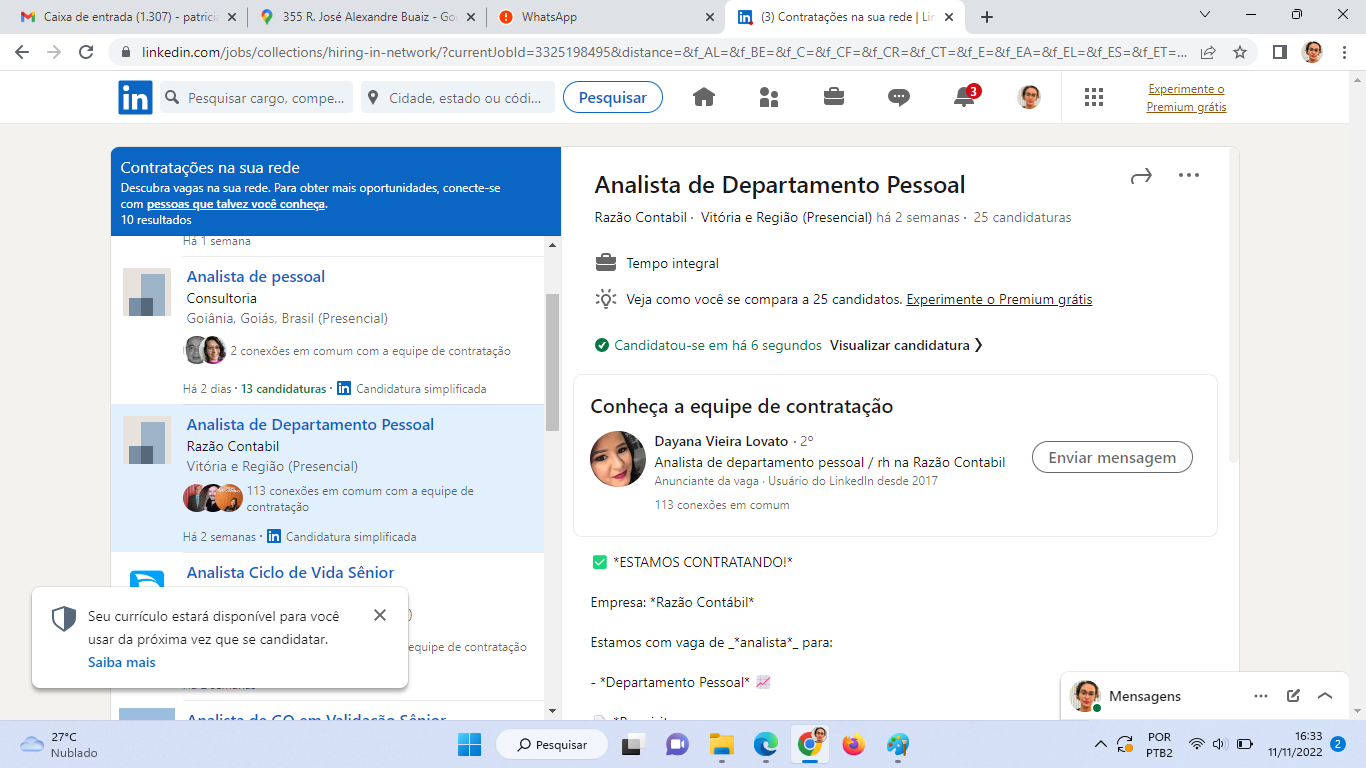 Caixa de entrada (1.307) - patrici
355 R. José Alexandre Buaiz - Go
WhatsApp
(3) Contratações na sua rede | Lin
linkedin.com/jobs/collections/hiring-in-network/?currentJobId=3325198495&distance=&f_AL=&f_BE=&f_C=&f_CF=&f_CR=&f_CT=&f_E=&f_EA=&f_EL=&f_ES=&f_ET=...
in
Pesquisar cargo, compe...
Cidade, estado ou códi...
Pesquisar
3
Experimente o
Premium grátis
Contratações na sua rede
Descubra vagas na sua rede. Para obter mais oportunidades, conecte-se
com pessoas que talvez você conheça.
10 resultados
Há 1 semana
Analista de pessoal
Consultoria
Goiânia, Goiás, Brasil (Presencial)
2 conexões em comum com a equipe de contratação
Há 2 dias · 13 candidaturas · in Candidatura simplificada
Analista de Departamento Pessoal
Razão Contabil
Vitória e Região (Presencial)
113 conexões em comum com a equipe de
contratação
Há 2 semanas · in Candidatura simplificada
Analista Ciclo de Vida Sênior
equipe de contratação
Analista de CQ em Validação Sênior
Seu currículo estará disponível para você
usar da próxima vez que se candidatar.
Saiba mais
Analista de Departamento Pessoal
Razão Contabil · Vitória e Região (Presencial) há 2 semanas · 25 candidaturas
Tempo integral
Veja como você se compara a 25 candidatos. Experimente o Premium grátis
Candidatou-se em há 6 segundos Visualizar candidatura
Conheça a equipe de contratação
Dayana Vieira Lovato · 2º
Analista de departamento pessoal / rh na Razão Contabil
Anunciante da vaga · Usuário do LinkedIn desde 2017
113 conexões em comum
Enviar mensagem
✅ *ESTAMOS CONTRATANDO!*
Empresa: *Razão Contábil*
Estamos com vaga de _*analista*_ para:
- *Departamento Pessoal* 📈
Mensagens
27°C
Nublado
Pesquisar
POR
PTB2
16:33
11/11/2022
2